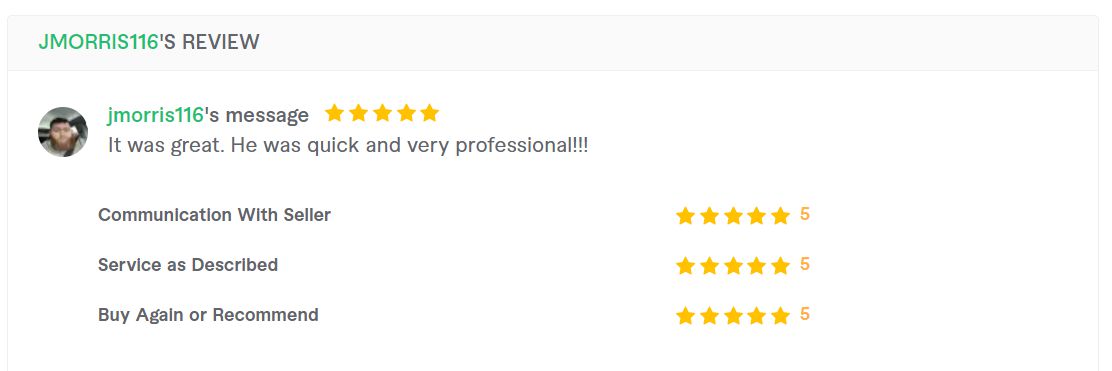 JMORRIS116'S REVIEW
jmorris116's message
It was great. He was quick and very professional!!!
Communication With Seller 5
Service as Described 5
Buy Again or Recommend 5